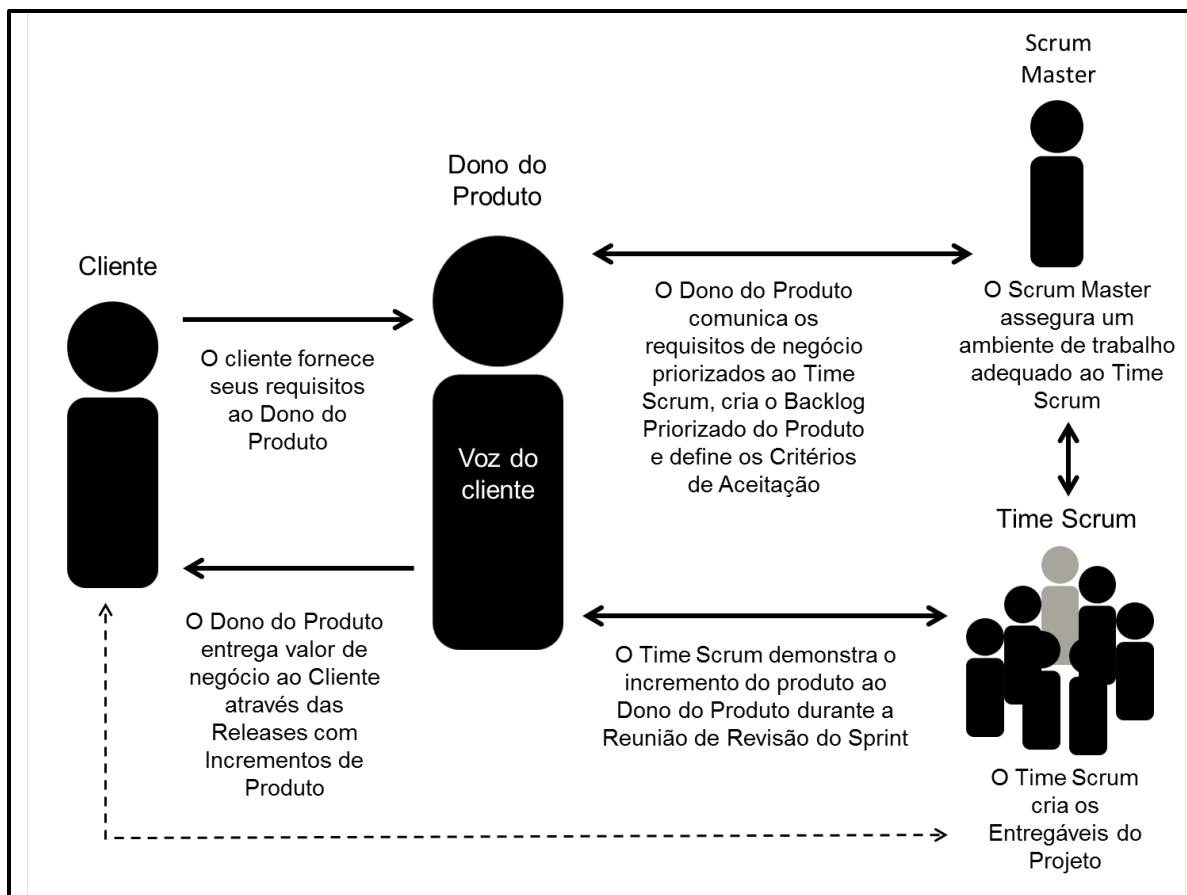 Scrum
Master
Dono do
Produto
Cliente
O cliente fornece
seus requisitos
ao Dono do
Produto
Voz do
cliente
O Dono do Produto
comunica os
requisitos de negócio
priorizados ao Time
Scrum, cria o Backlog
Priorizado do Produto
e define os Critérios
de Aceitação
O Scrum Master
assegura um
ambiente de trabalho
adequado ao Time
Scrum
Time Scrum
O Dono do Produto
entrega valor de
negócio ao Cliente
através das
Releases com
Incrementos de
Produto
O Time Scrum demonstra o
incremento do produto ao
Dono do Produto durante a
Reunião de Revisão do Sprint
O Time Scrum
cria os
Entregáveis do
Projeto